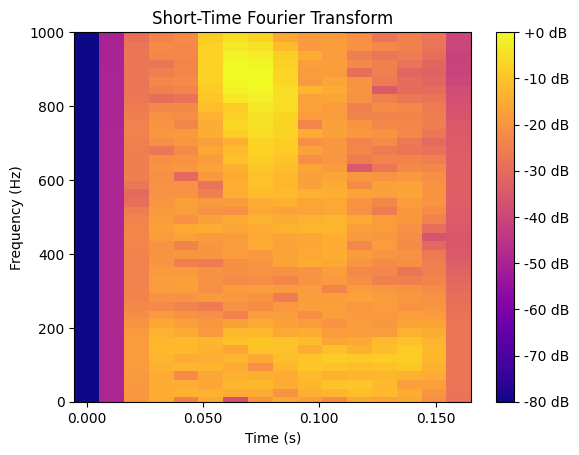 Short-Time Fourier Transform
1000
800
600
400
200
0
Frequency (Hz)
0.000
0.050
0.100
0.150
Time (s)
+0 dB
-10 dB
-20 dB
-30 dB
-40 dB
-50 dB
-60 dB
-70 dB
-80 dB